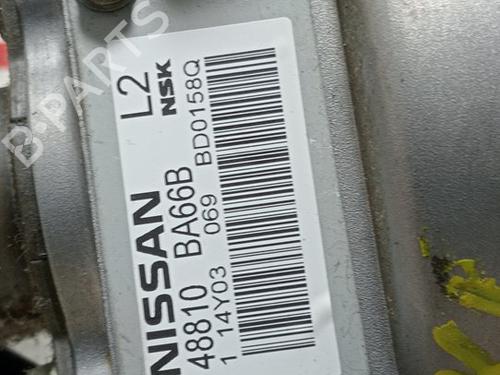 NISSAN L2
48810 BA66B NSK
1 14Y03 069 BD0158Q
B-PARTS